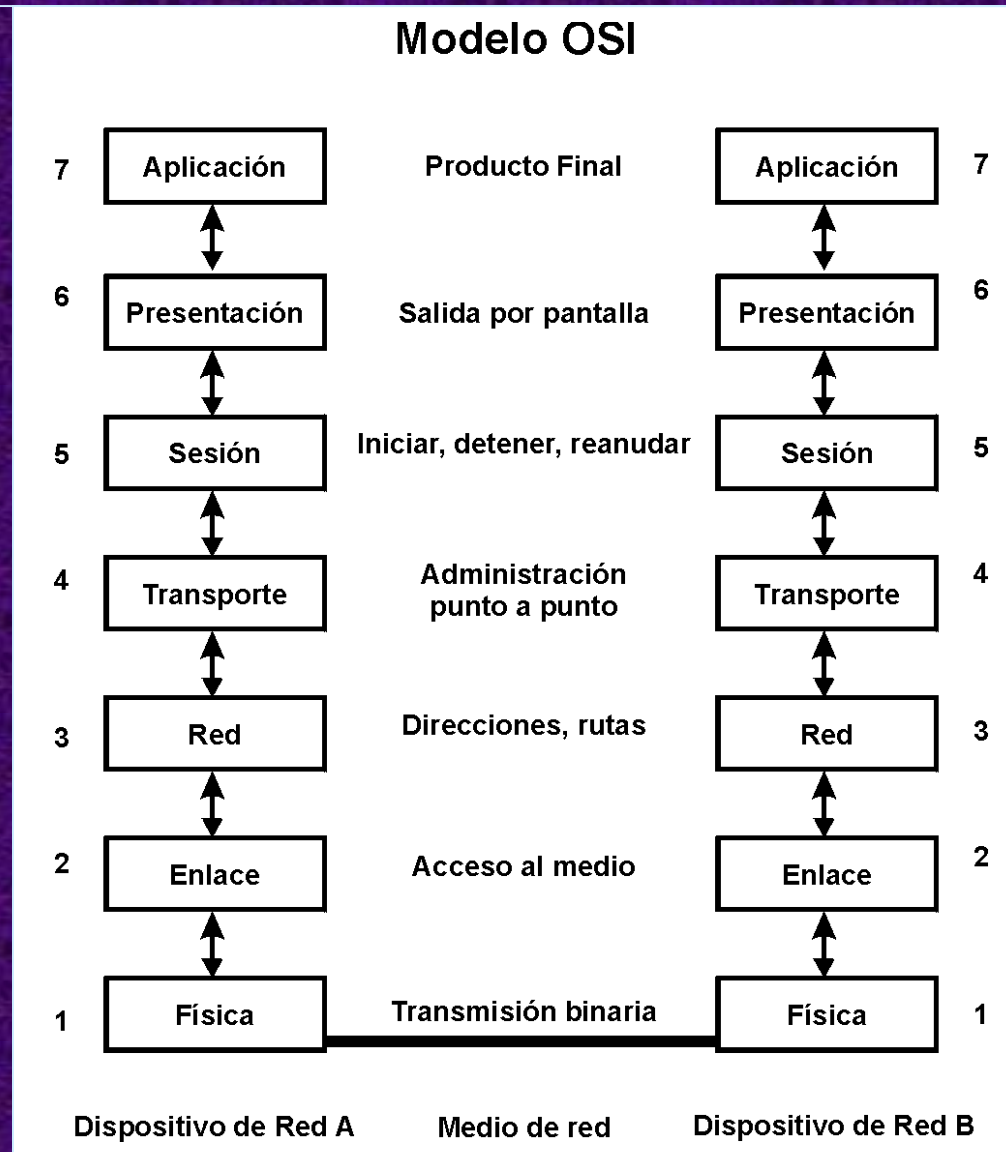 Modelo OSI
7 Aplicación Producto Final Aplicación 7
6 Presentación Salida por pantalla Presentación 6
5 Sesión Iniciar, detener, reanudar Sesión 5
4 Transporte Administración punto a punto Transporte 4
3 Red Direcciones, rutas Red 3
2 Enlace Acceso al medio Enlace 2
1 Física Transmisión binaria Física 1
Dispositivo de Red A Medio de red Dispositivo de Red B